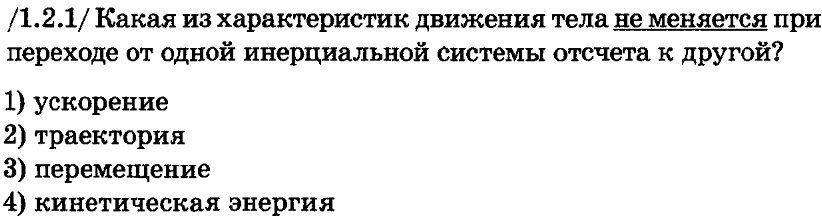 /1.2.1/ Какая из характеристик движения тела не меняется при
переходе от одной инерциальной системы отсчета к другой?
1) ускорение
2) траектория
3) перемещение
4) кинетическая энергия